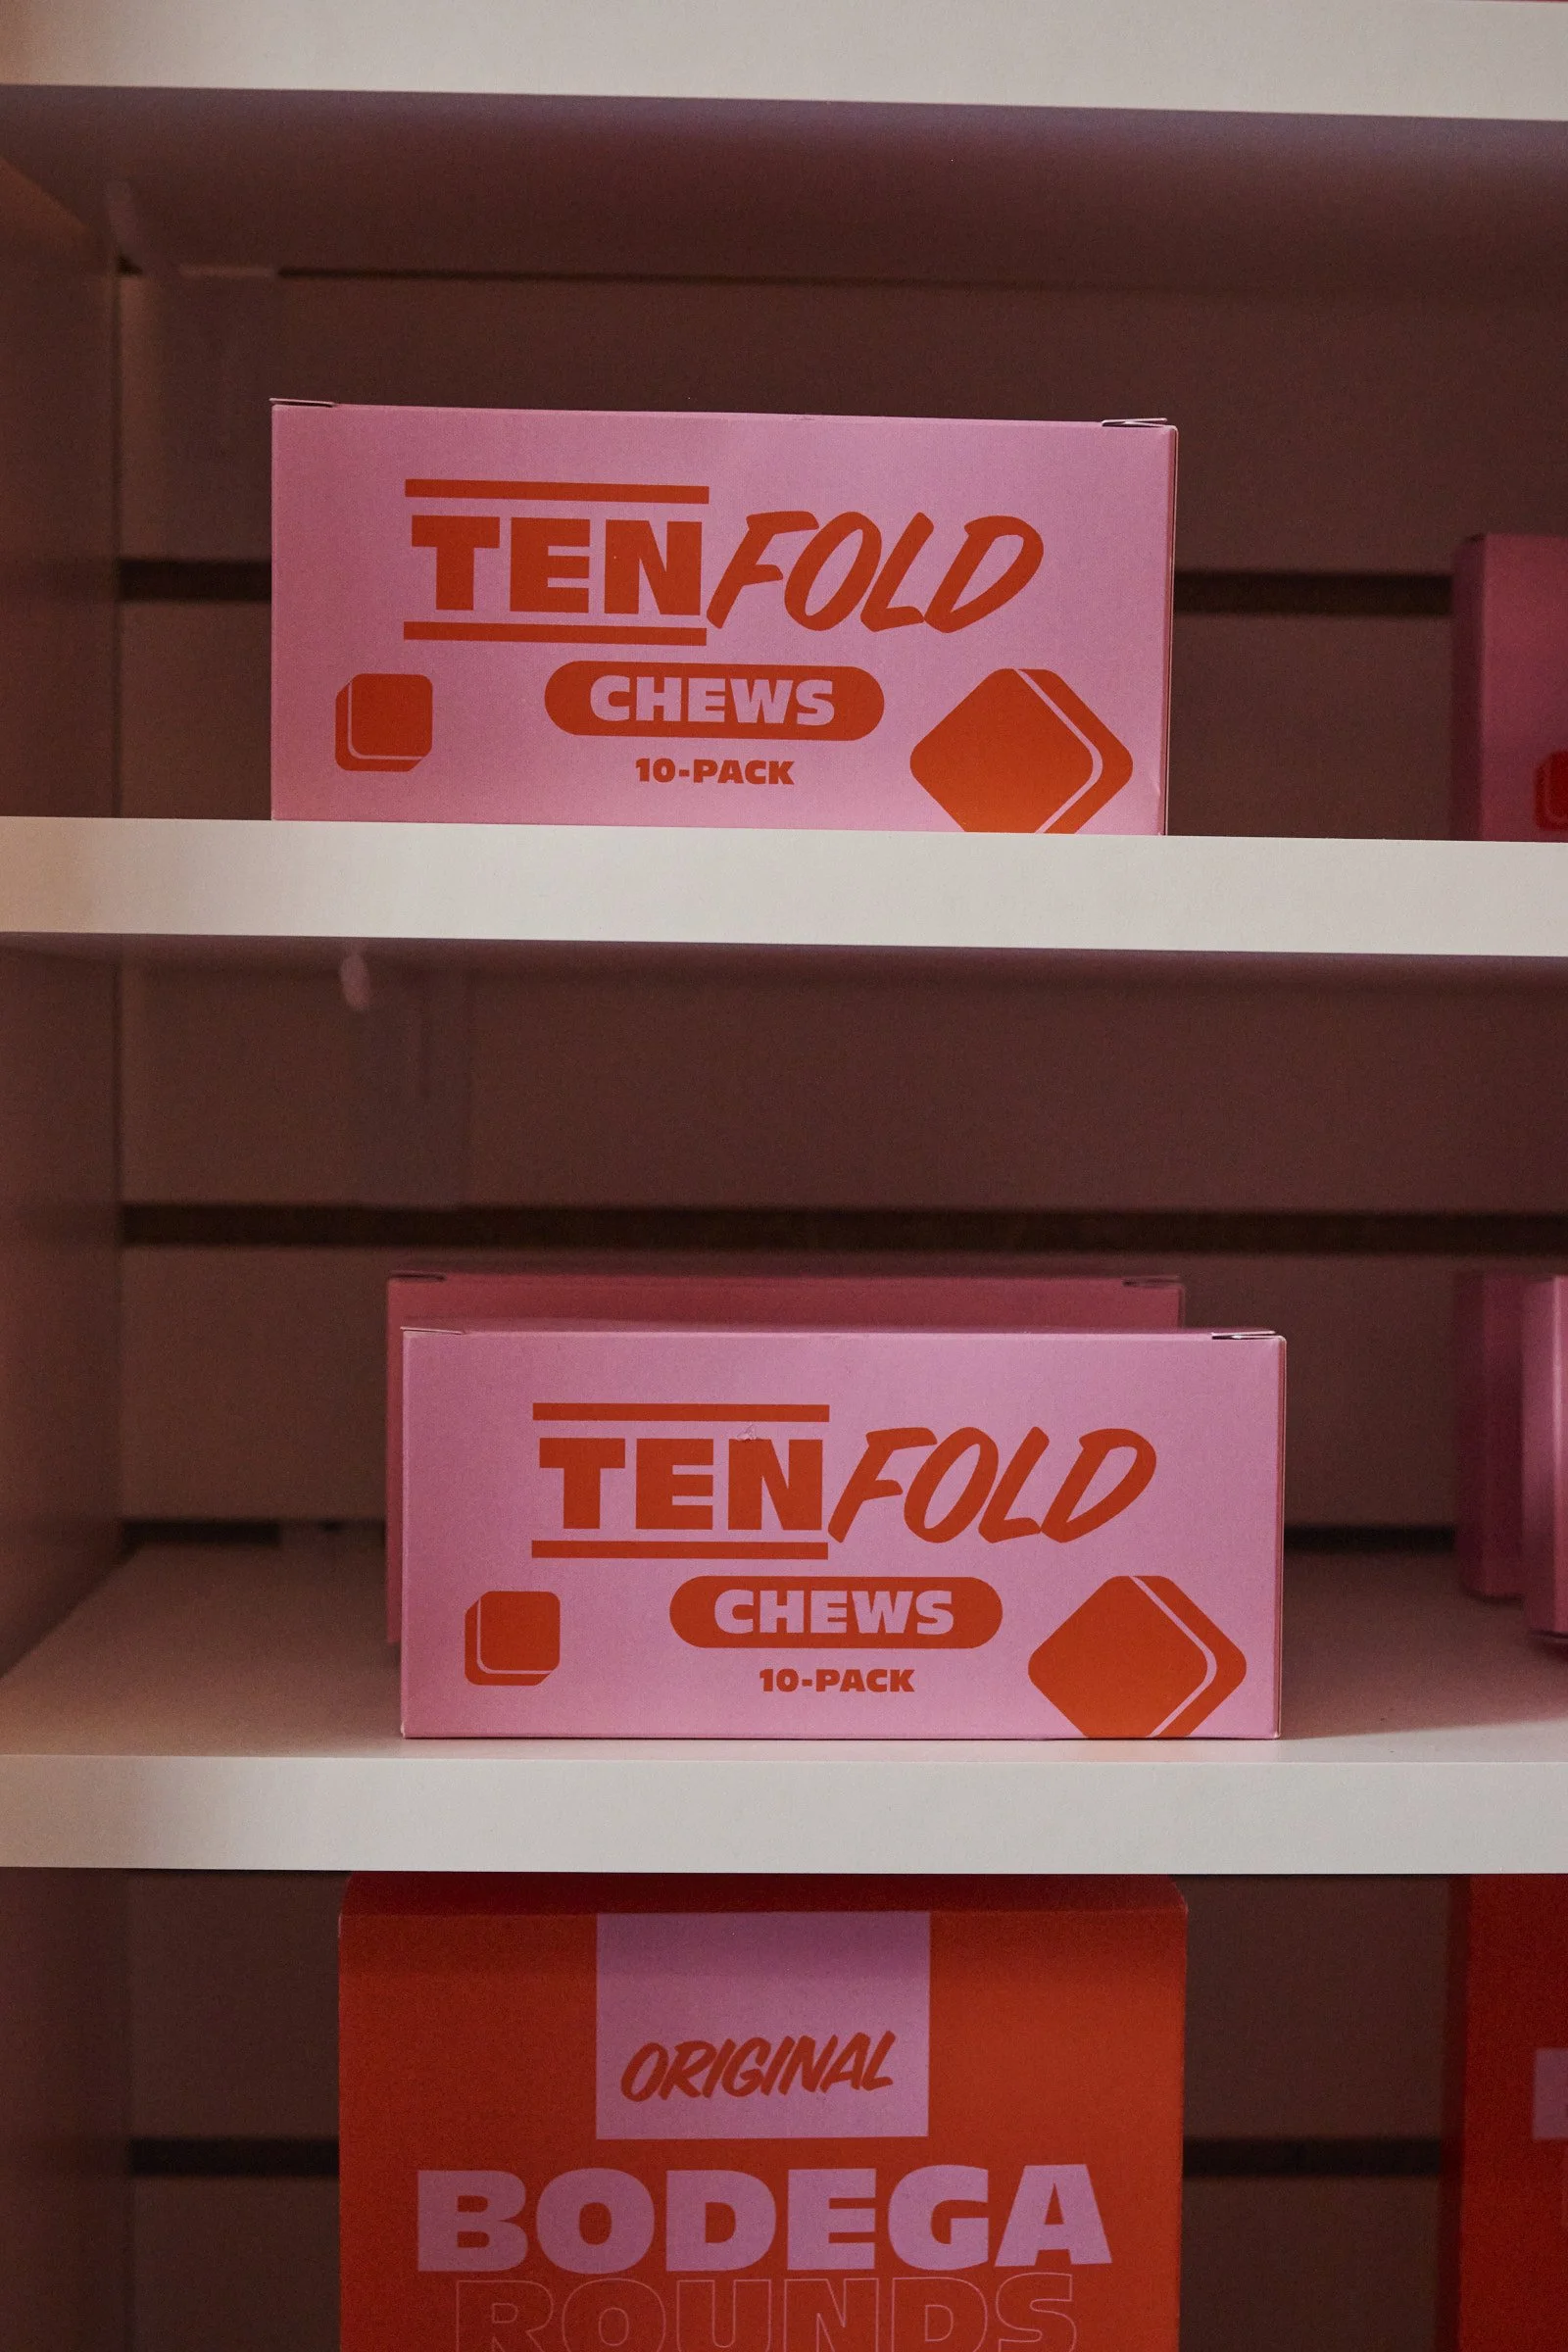 TENFOLD
CHEWS
10-PACK
TENFOLD
CHEWS
10-PACK
ORIGINAL
BODEGA
ROUNDS